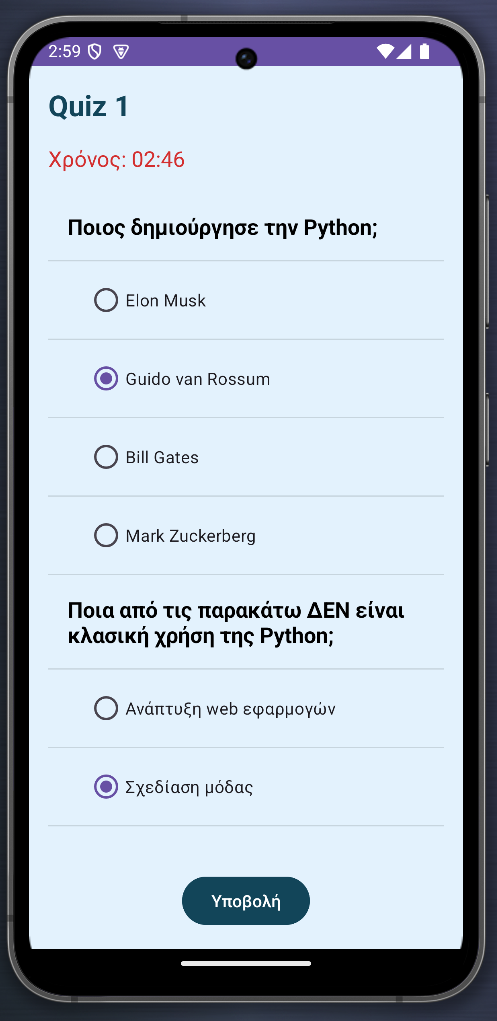 2:59
Quiz 1
Χρόνος: 02:46
Ποιος δημιούργησε την Python;
Elon Musk
Guido van Rossum
Bill Gates
Mark Zuckerberg
Ποια από τις παρακάτω ΔΕΝ είναι
κλασική χρήση της Python;
Ανάπτυξη web εφαρμογών
Σχεδίαση μόδας
Υποβολή